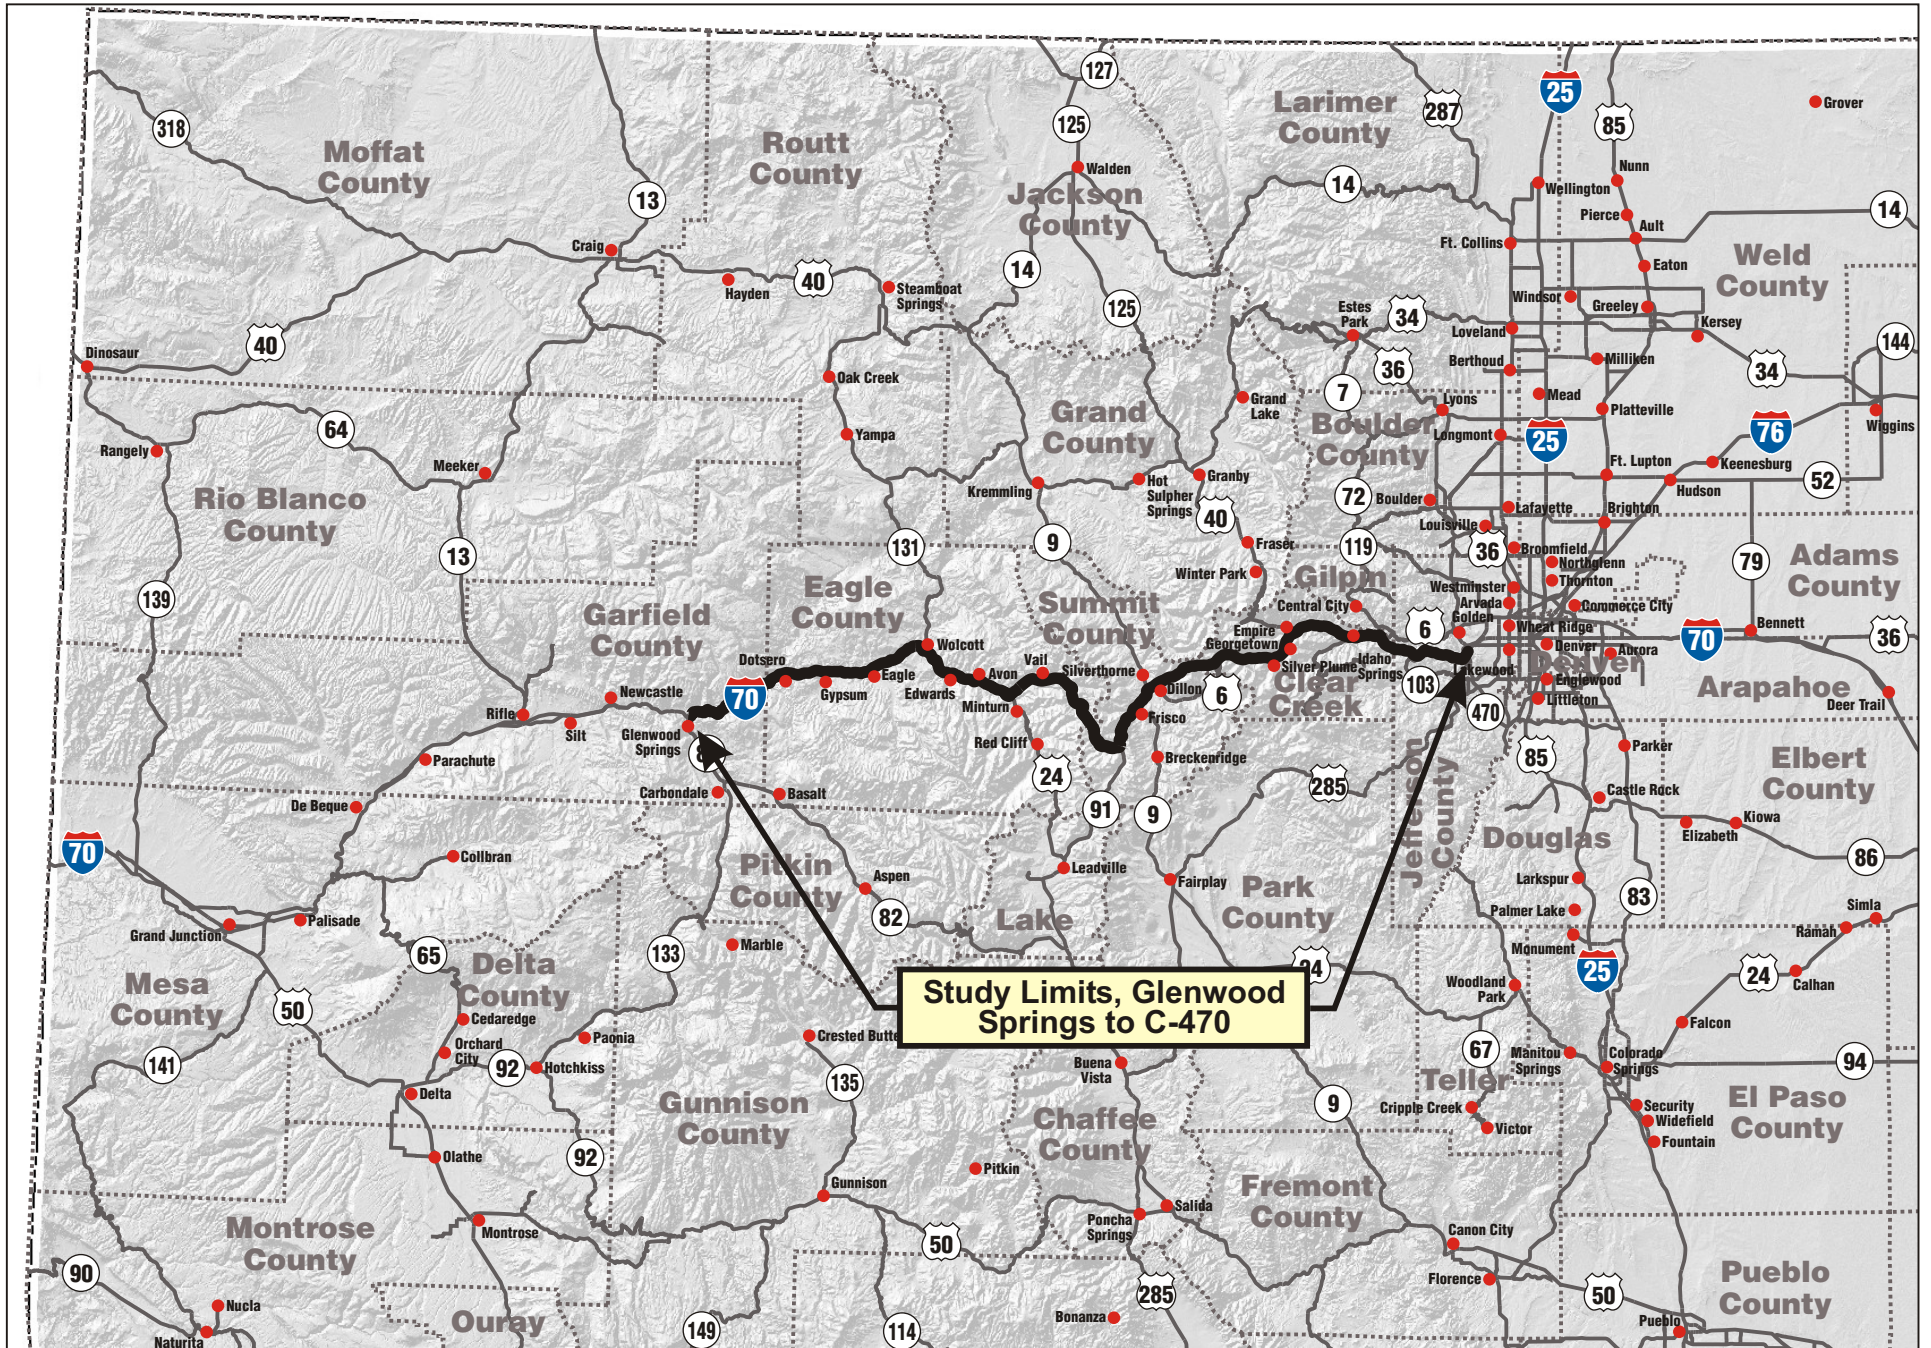 127
25
Grover
Larimer
County
287
85
125
318
Moffat
County
Routt
County
Walden
Nunn
Wellington
14
13
Jackson
County
Pierce
Ault
14
Craig
Ft. Collins
Weld
County
Eaton
Hayden
40
Steamboat
Springs
14
125
Windsor
Greeley
Estes
Park
34
Kersey
Loveland
40
Dinosaur
144
Berthoud
Milliken
36
34
Oak Creek
7
Mead
Grand
Lake
Lyons
Platteville
Grand
County
Boulder
County
Wiggins
64
Yampa
Longmont
25
76
Rangely
Meeker
Keenesburg
Ft. Lupton
Granby
Hot
Sulpher
Springs
Kremmling
52
Hudson
Rio Blanco
County
72
Boulder
Lafayette
Brighton
40
Louisville
131
9
Fraser
119
36
Broomfield
13
Northglenn
79
Adams
County
Winter Park
Gilpin
Thornton
139
Eagle
County
Westminster
Summit
County
Central City
Arvada
Commerce City
Garfield
County
Golden
Empire
6
Wheat Ridge
Bennett
Georgetown
70
36
Wolcott
Denver
Denver
Aurora
Dotsero
Vail
Silverthorne
Silver Plume
Idaho
Springs
Lakewood
Eagle
Avon
Englewood
Gypsum
Edwards
Dillon
6
Clear
Creek
103
Arapahoe
Newcastle
70
Littleton
Deer Trail
Rifle
Silt
Minturn
470
Frisco
Glenwood
Springs
Red Cliff
Parker
Parachute
Breckenridge
85
Elbert
County
24
285
Carbondale
Basalt
Jefferson
County
Castle Rock
De Beque
91
9
Elizabeth
Kiowa
Douglas
70
Collbran
86
Pitkin
County
Leadville
Aspen
Fairplay
Park
County
Larkspur
83
82
Lake
Palmer Lake
Simla
Palisade
Ramah
Grand Junction
Monument
Marble
65
133
24
25
24
Calhan
Delta
County
Mesa
County
Woodland
Park
Study Limits, Glenwood
Springs to C-470
50
Cedaredge
Falcon
Crested Butte
Paonia
Orchard
City
67
Manitou
Springs
Colorado
Springs
141
92
Hotchkiss
Buena
Vista
94
135
Teller
Delta
Gunnison
County
9
Cripple Creek
Security
El Paso
County
Widefield
Chaffee
County
Victor
Fountain
Olathe
92
Pitkin
Gunnison
Fremont
County
Salida
Montrose
County
Montrose
Poncha
Springs
Canon City
50
90
Florence
Pueblo
County
285
50
Nucla
Ouray
Bonanza
149
114
Pueblo
Naturita